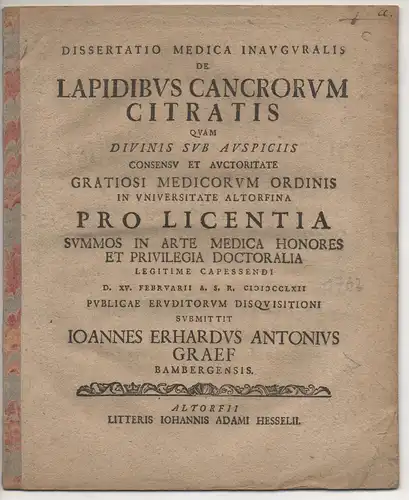 DISSERTATIO MEDICA INAVGVRALIS
DE
LAPIDIBVS CANCRORVM
CITRATIS
QVAM
DIVINIS SVB AVSPICIIS
CONSENSV ET AVCTORITATE
GRATIOSI MEDICORVM ORDINIS
IN VNIVERSITATE ALTORFINA
PRO LICENTIA
SVMMOS IN ARTE MEDICA HONORES
ET PRIVILEGIA DOCTORALIA
LEGITIME CAPESSENDI
D. XV. FEBRVARII A. S. R. CIↃIↃCCLXII
PVBLICAE ERVDITORVM DISQVISITIONI
SVBMITTIT
IOANNES ERHARDVS ANTONIVS
GRAEF
BAMBERGENSIS.
ALTORFII
LITTERIS IOHANNIS ADAMI HESSELII.